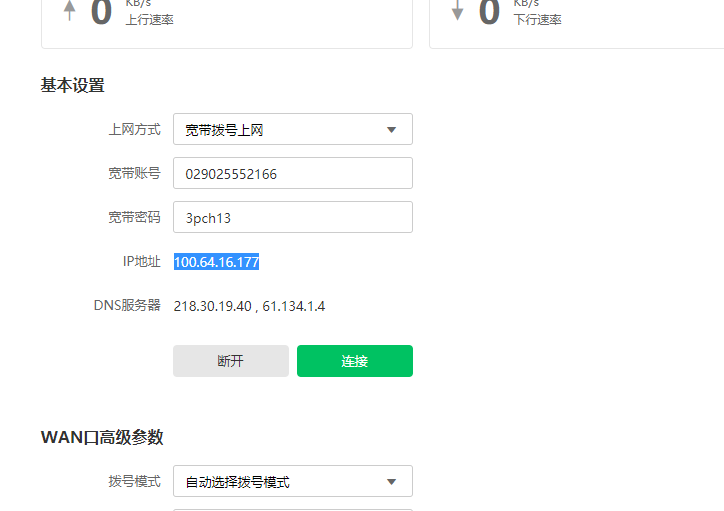 0 KB/s 0 KB/s
上行速率 下行速率
基本设置
上网方式 宽带拨号上网
宽带账号 029025552166
宽带密码 3pch13
IP地址 100.64.16.177
DNS服务器 218.30.19.40 , 61.134.1.4
断开 连接
WAN口高级参数
拨号模式 自动选择拨号模式